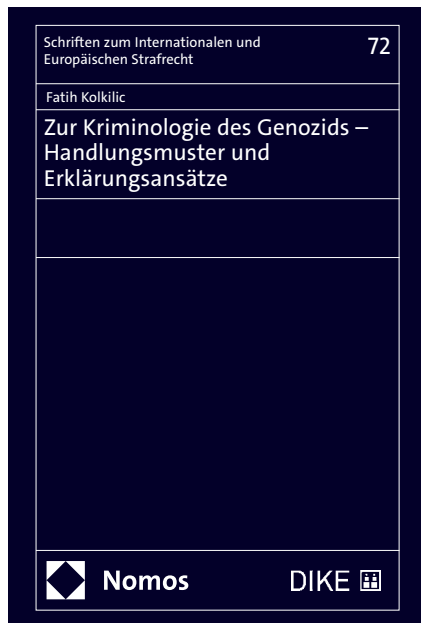 Schriften zum Internationalen und
Europäischen Strafrecht
72
Fatih Kolkilic
Zur Kriminologie des Genozids –
Handlungsmuster und
Erklärungsansätze
Nomos
DIKE